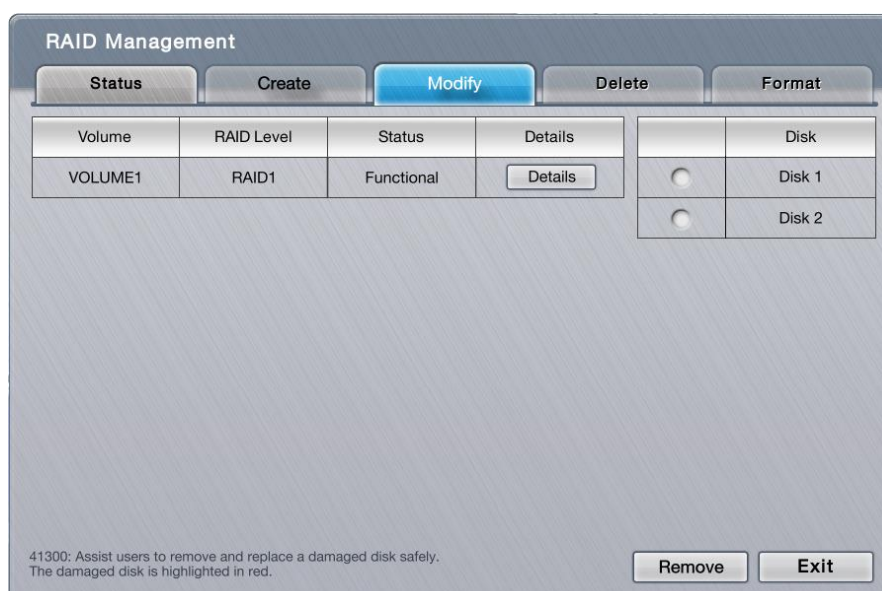 RAID Management
Status Create Modify Delete Format
Volume RAID Level Status Details Disk
VOLUME1 RAID1 Functional Details Disk 1
Disk 2
41300: Assist users to remove and replace a damaged disk safely.
The damaged disk is highlighted in red.
Remove Exit